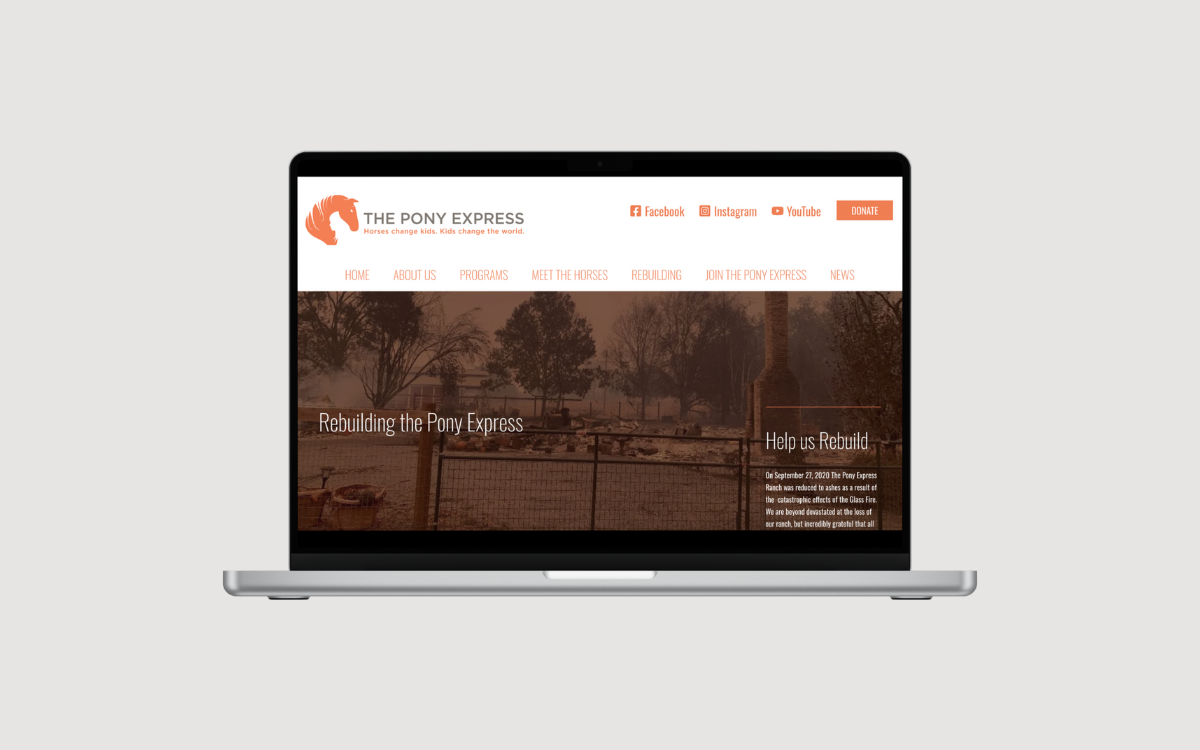 THE PONY EXPRESS
Horses change kids. Kids change the world.
Facebook Instagram YouTube DONATE
HOME ABOUT US PROGRAMS MEET THE HORSES REBUILDING JOIN THE PONY EXPRESS NEWS
Rebuilding the Pony Express
Help us Rebuild
On September 27, 2020 The Pony Express
Ranch was reduced to ashes as a result of
the catastrophic effects of the Glass Fire.
We are beyond devastated at the loss of
our ranch, but incredibly grateful that all